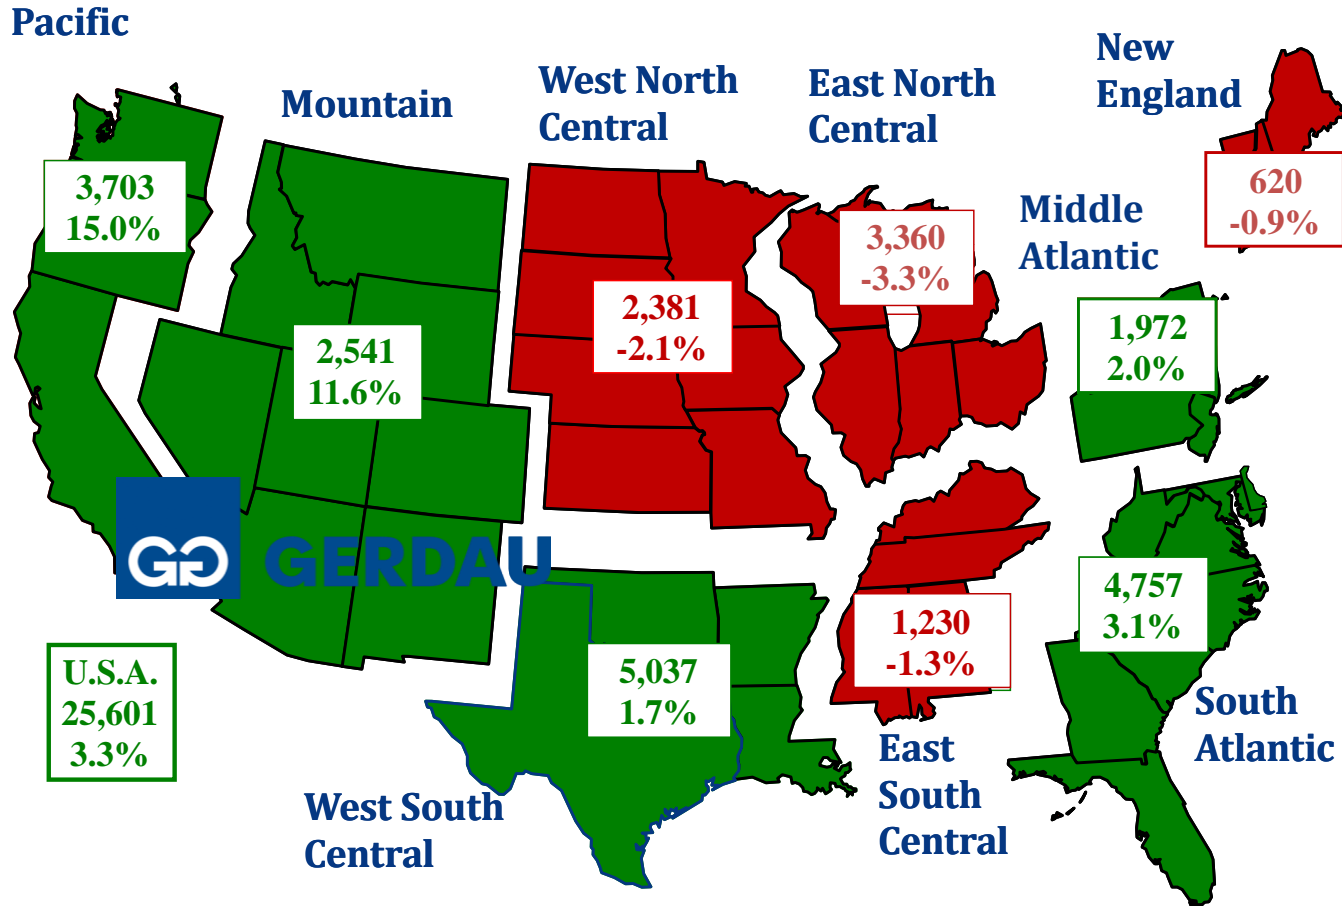 Pacific
3,703
15.0%
Mountain
2,541
11.6%
West North
Central
2,381
-2.1%
East North
Central
3,360
-3.3%
New
England
620
-0.9%
Middle
Atlantic
1,972
2.0%
GG GERDAU
U.S.A.
25,601
3.3%
West South
Central
5,037
1.7%
East
South
Central
1,230
-1.3%
South
Atlantic
4,757
3.1%